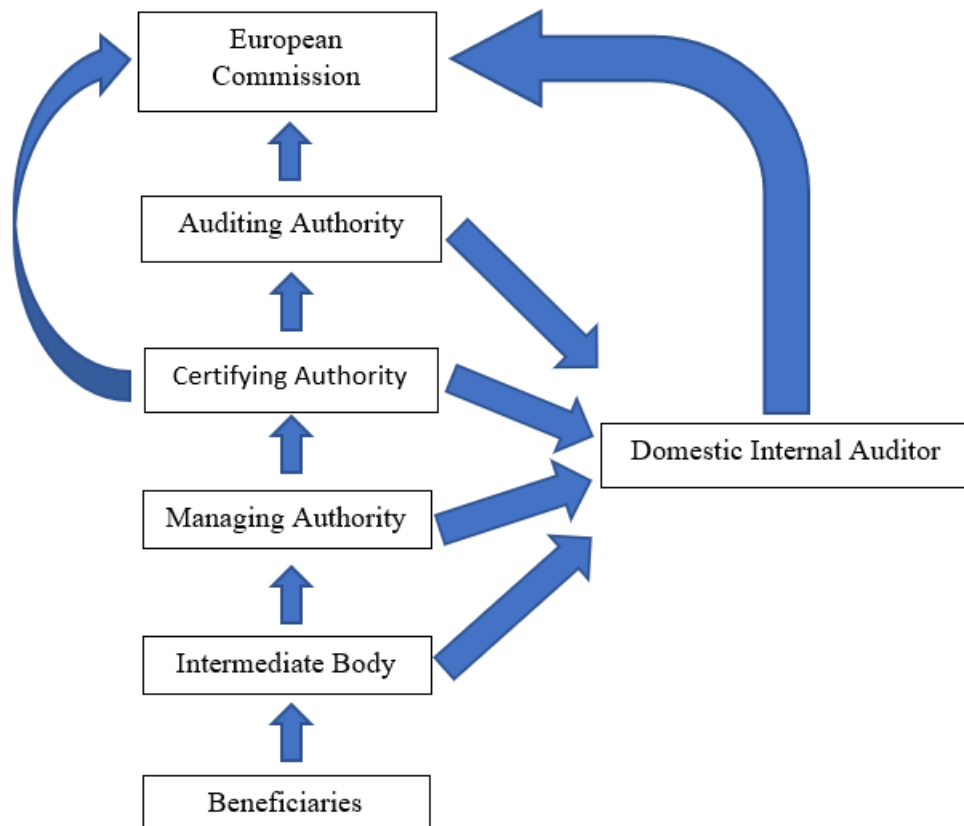 European
Commission
Auditing Authority
Certifying Authority
Domestic Internal Auditor
Managing Authority
Intermediate Body
Beneficiaries